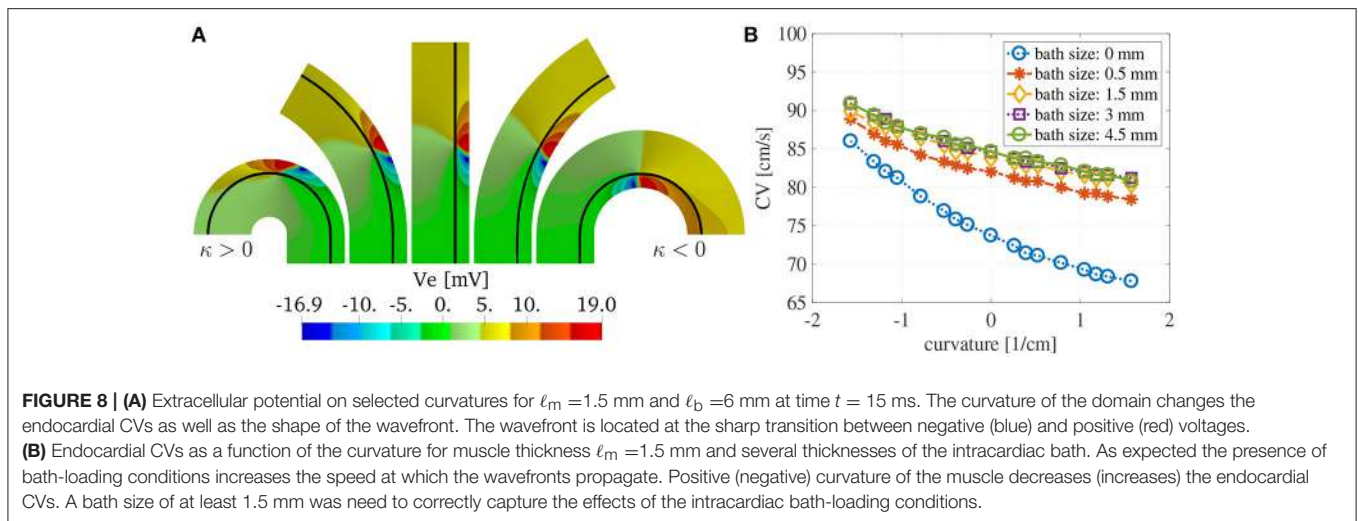 A
κ > 0
κ < 0
Ve [mV]
-16.9 -10. -5. 0. 5. 10. 19.0
B
100
95
90
85
80
75
70
65
CV [cm/s]
-2 -1 0 1 2
curvature [1/cm]
bath size: 0 mm
bath size: 0.5 mm
bath size: 1.5 mm
bath size: 3 mm
bath size: 4.5 mm
FIGURE 8 | (A) Extracellular potential on selected curvatures for ℓm =1.5 mm and ℓb =6 mm at time t = 15 ms. The curvature of the domain changes the
endocardial CVs as well as the shape of the wavefront. The wavefront is located at the sharp transition between negative (blue) and positive (red) voltages.
(B) Endocardial CVs as a function of the curvature for muscle thickness ℓm =1.5 mm and several thicknesses of the intracardiac bath. As expected the presence of
bath-loading conditions increases the speed at which the wavefronts propagate. Positive (negative) curvature of the muscle decreases (increases) the endocardial
CVs. A bath size of at least 1.5 mm was need to correctly capture the effects of the intracardiac bath-loading conditions.